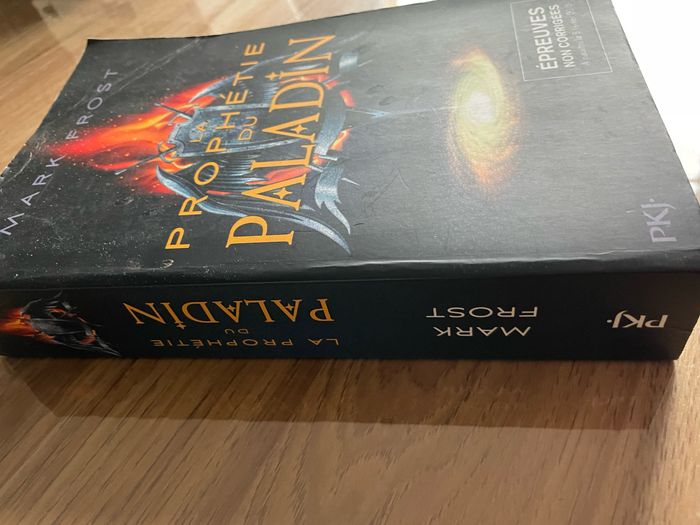 MARK FROST
LA
PROPHÉTIE
DU
PALADIN
ÉPREUVES
NON CORRIGÉES
PKJ.
LA PROPHÉTIE
DU
PALADIN
MARK
FROST
PKJ.